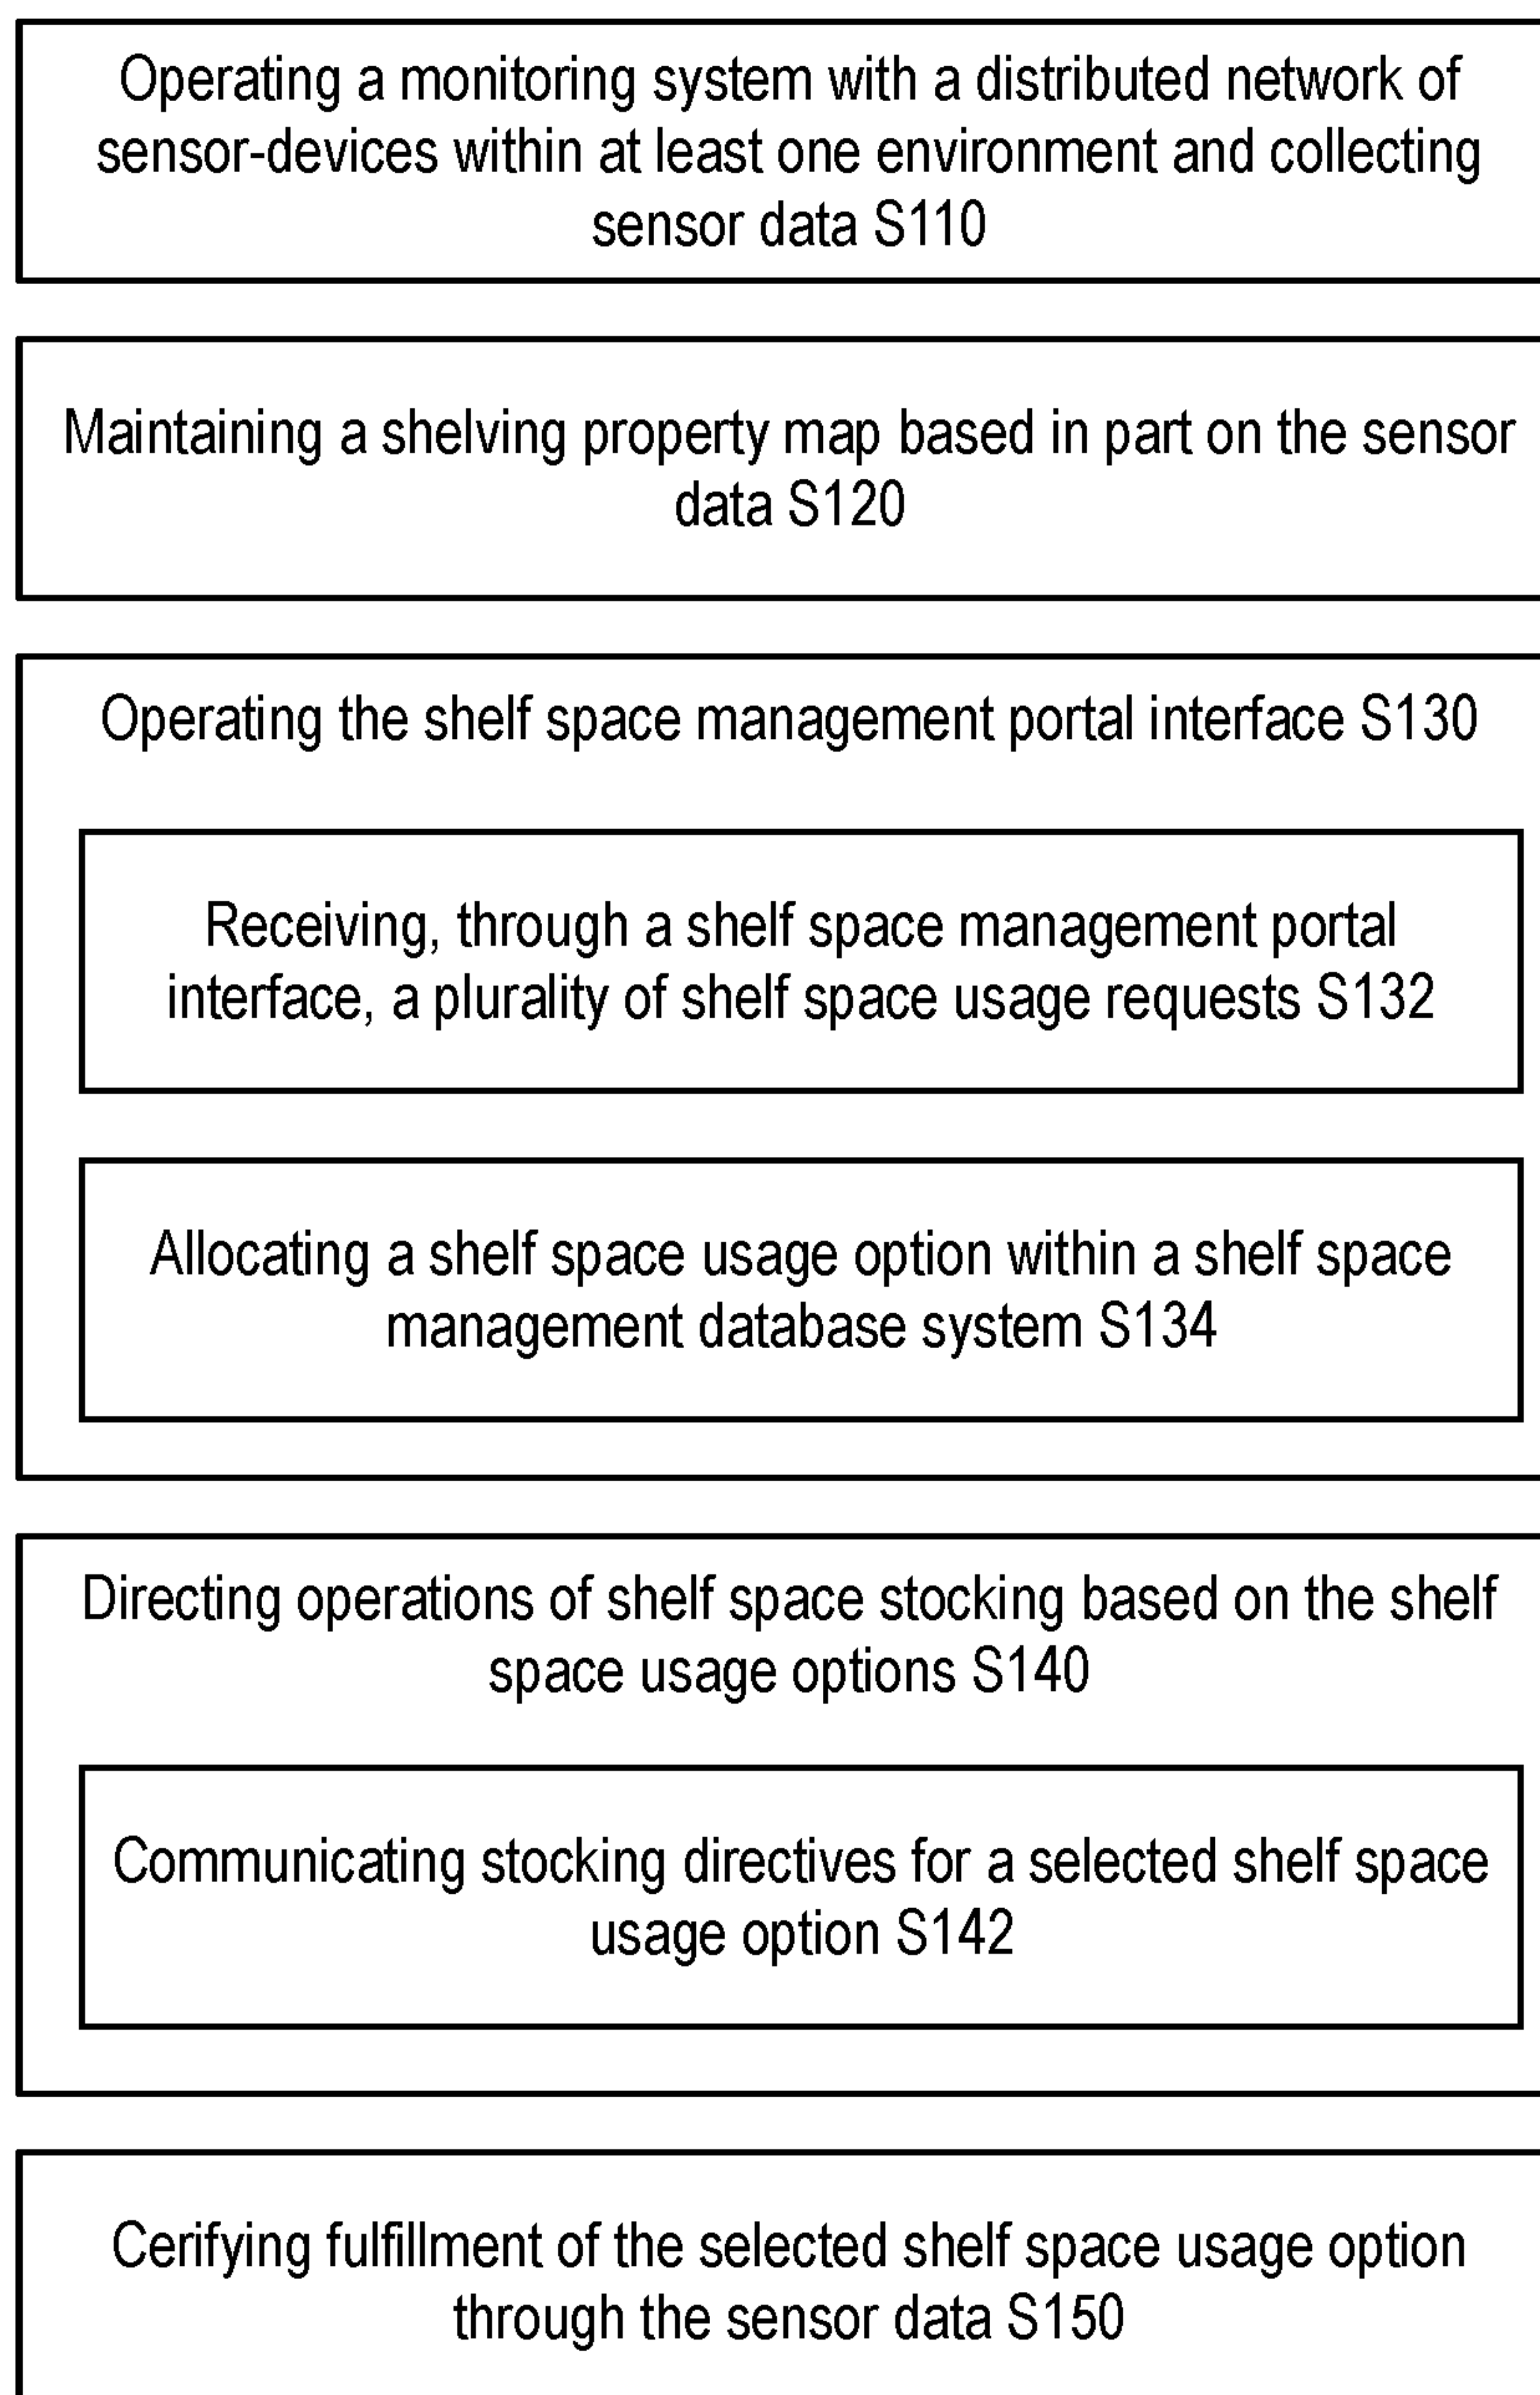 Operating a monitoring system with a distributed network of
sensor-devices within at least one environment and collecting
sensor data S110
Maintaining a shelving property map based in part on the sensor
data S120
Operating the shelf space management portal interface S130
Receiving, through a shelf space management portal
interface, a plurality of shelf space usage requests S132
Allocating a shelf space usage option within a shelf space
management database system S134
Directing operations of shelf space stocking based on the shelf
space usage options S140
Communicating stocking directives for a selected shelf space
usage option S142
Cerifying fulfillment of the selected shelf space usage option
through the sensor data S150